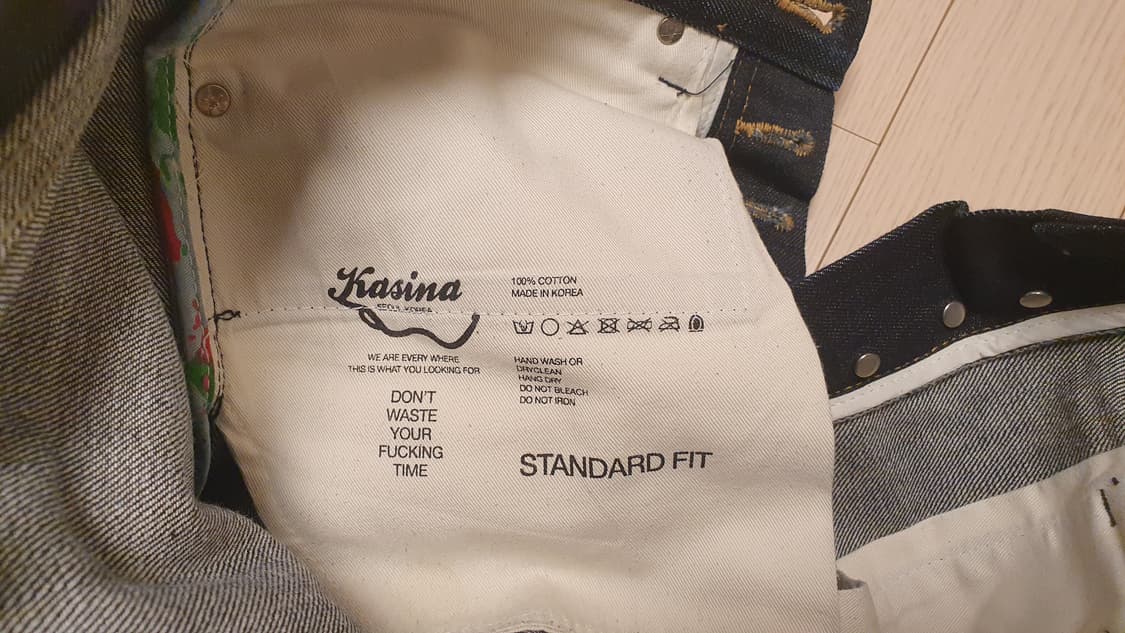 Kasina
SEOUL KOREA
WE ARE EVERY WHERE
THIS IS WHAT YOU LOOKING FOR
DON'T
WASTE
YOUR
FUCKING
TIME
100% COTTON
MADE IN KOREA
HAND WASH OR
DRYCLEAN
HANG DRY
DO NOT BLEACH
DO NOT IRON
STANDARD FIT